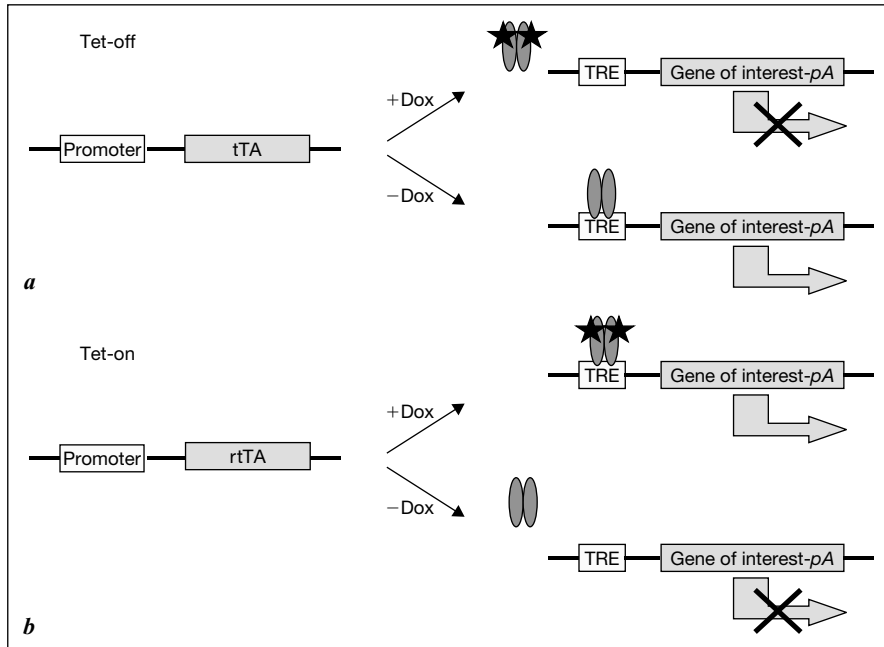 Tet-off
+Dox
TRE Gene of interest-pA
Promoter tTA
−Dox
TRE Gene of interest-pA
a
Tet-on
TRE Gene of interest-pA
+Dox
Promoter rtTA
−Dox
TRE Gene of interest-pA
b